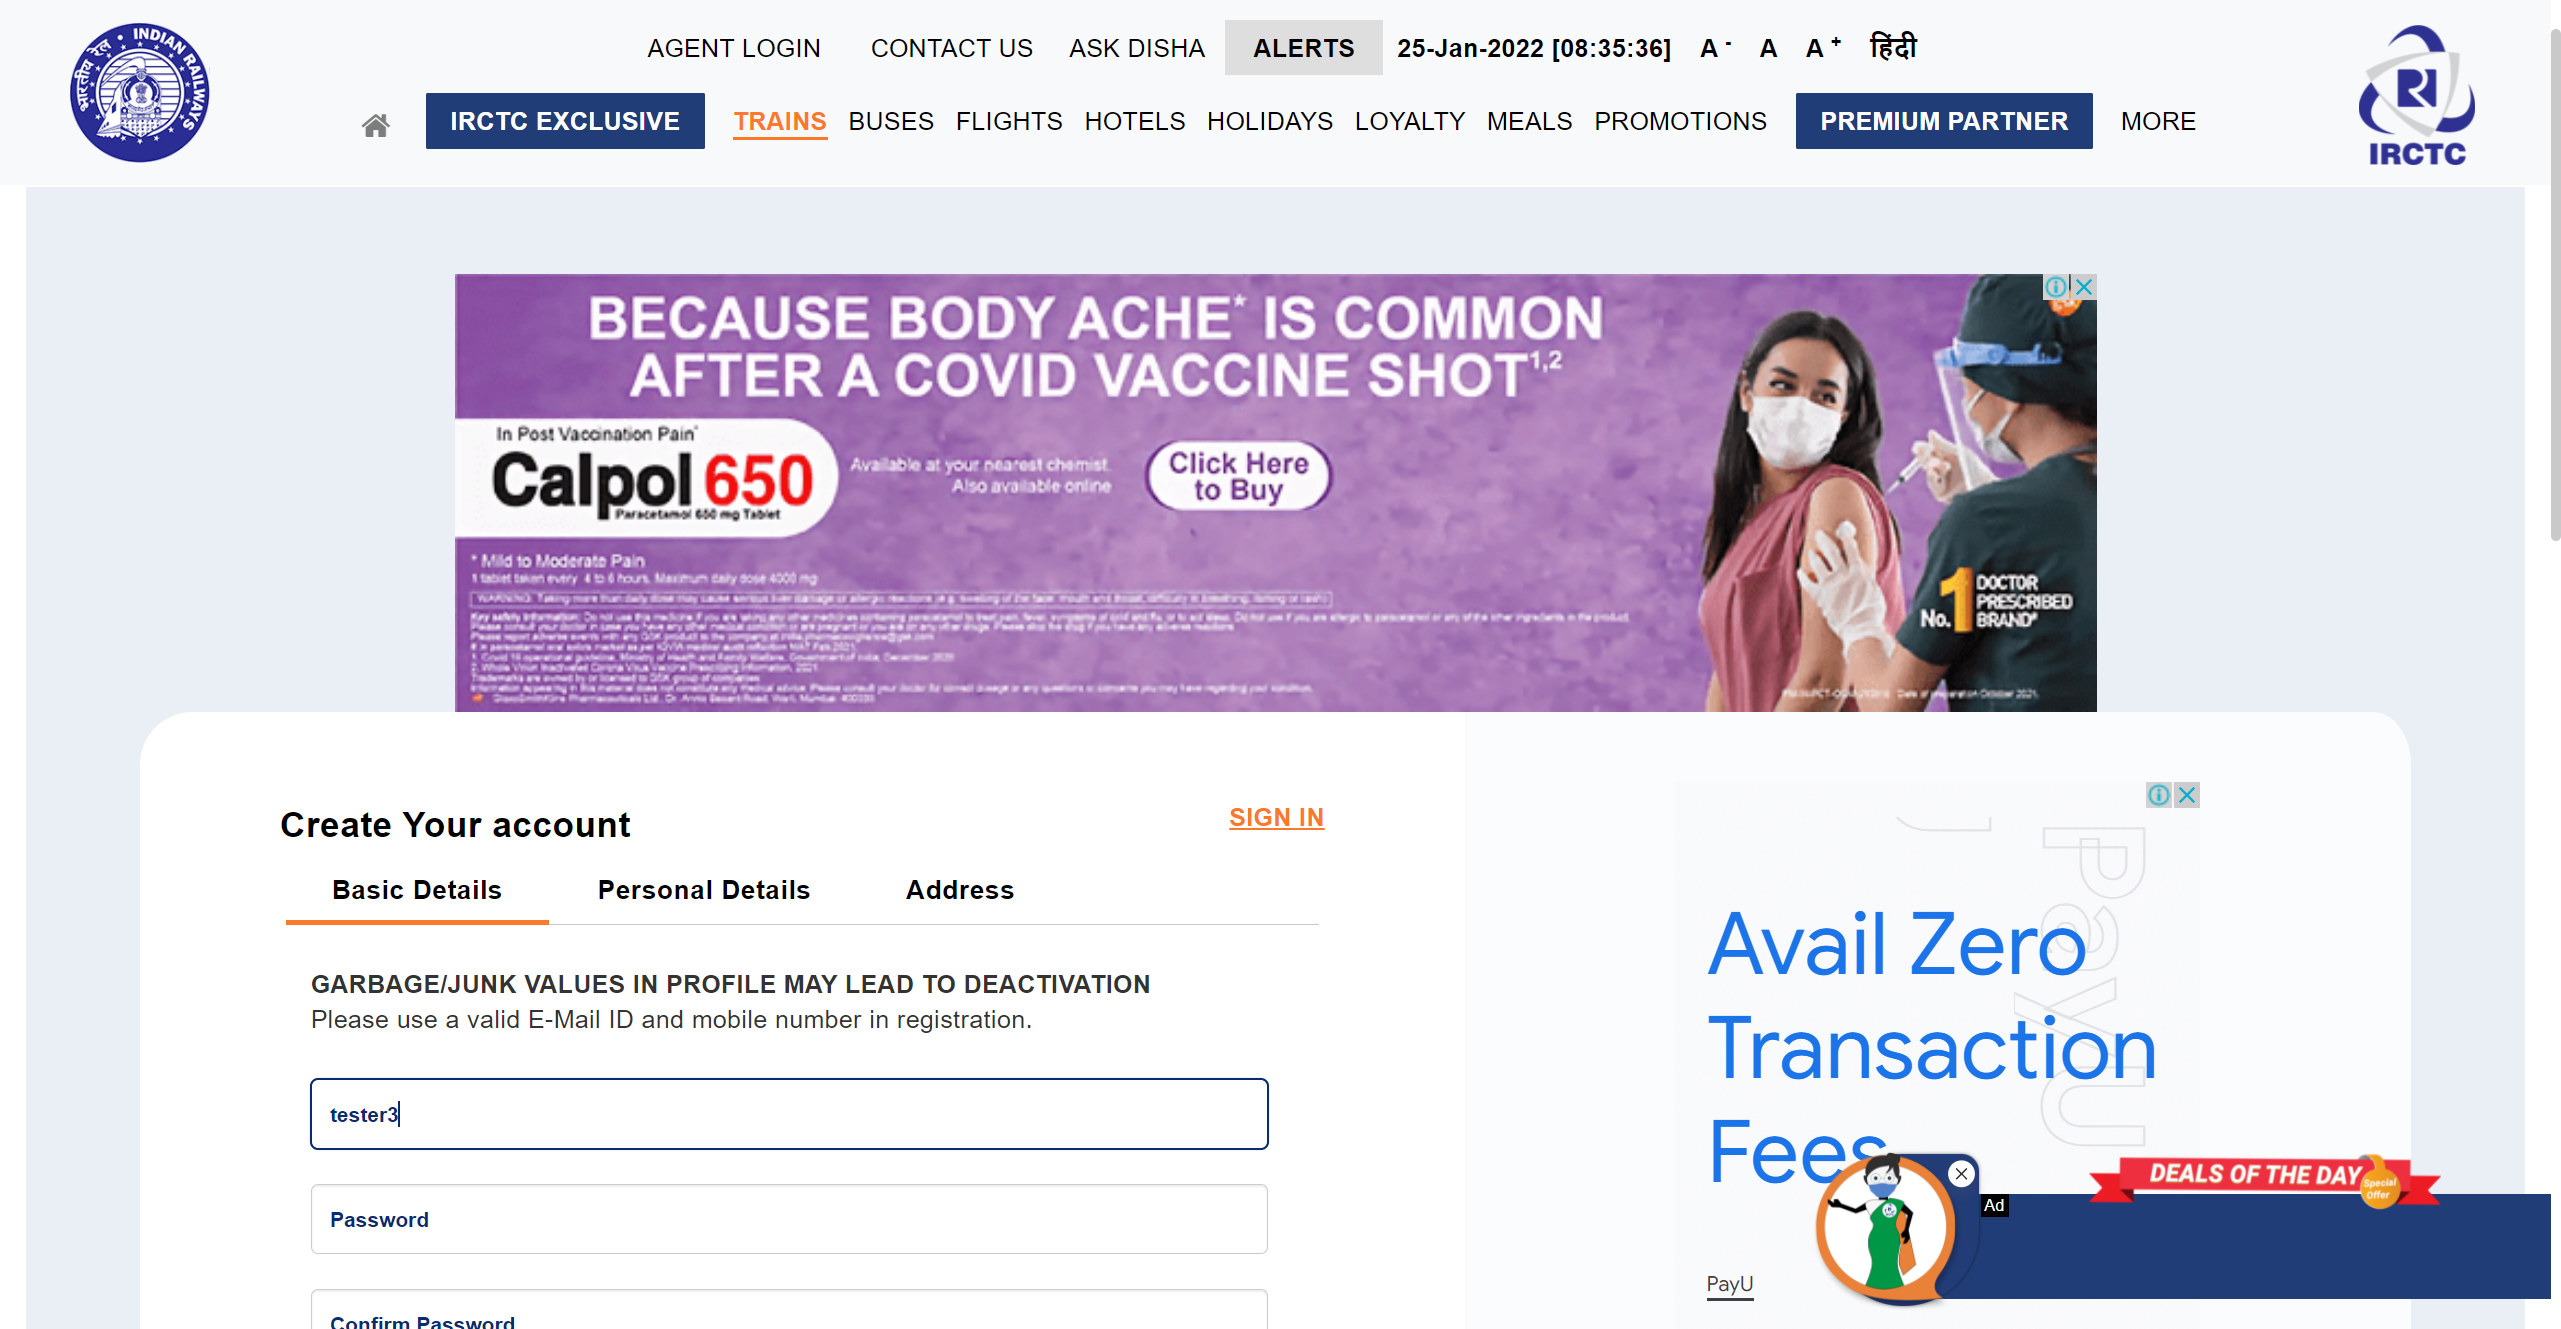 भारतीय रेल • INDIAN RAILWAYS
AGENT LOGIN CONTACT US ASK DISHA ALERTS 25-Jan-2022 [08:35:36] A - A A + हिंदी
IRCTC EXCLUSIVE TRAINS BUSES FLIGHTS HOTELS HOLIDAYS LOYALTY MEALS PROMOTIONS PREMIUM PARTNER MORE
IRCTC
BECAUSE BODY ACHE* IS COMMON
AFTER A COVID VACCINE SHOT1,2
In Post Vaccination Pain*
Calpol 650
Paracetamol 650 mg Tablet
Available at your nearest chemist.
Also available online
Click Here
to Buy
* Mild to Moderate Pain
1 tablet taken every 4 to 6 hours. Maximum daily dose 4000 mg
No. 1 DOCTOR
PRESCRIBED
BRAND#
Create Your account
SIGN IN
Basic Details Personal Details Address
GARBAGE/JUNK VALUES IN PROFILE MAY LEAD TO DEACTIVATION
Please use a valid E-Mail ID and mobile number in registration.
tester3
Password
Confirm Password
PayU
Avail Zero
Transaction
Fees
PayU
Ad
DEALS OF THE DAY
Special
Offer